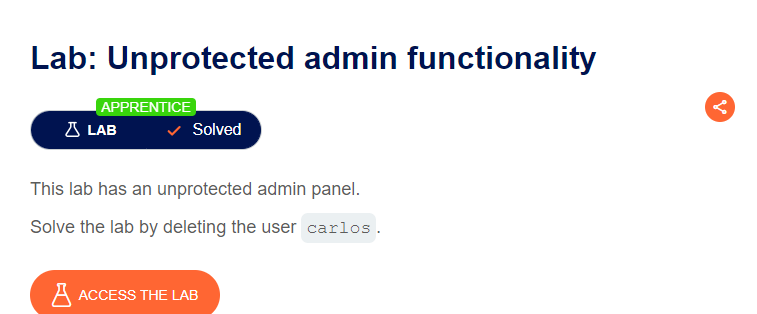 Lab: Unprotected admin functionality
APPRENTICE
LAB Solved
This lab has an unprotected admin panel.
Solve the lab by deleting the user carlos.
ACCESS THE LAB